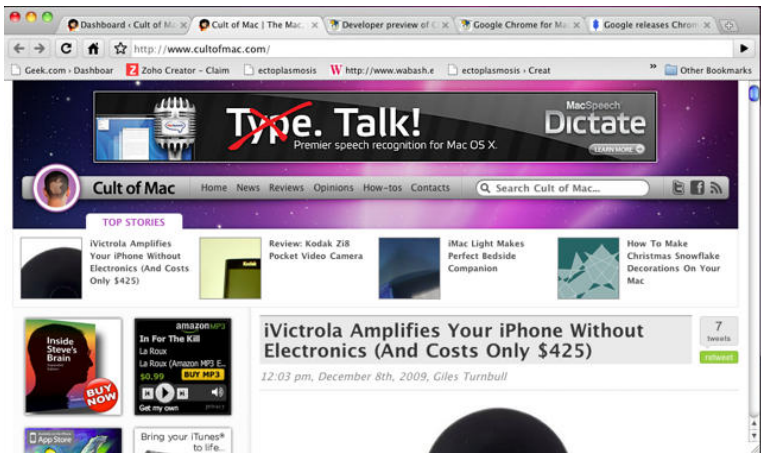 Dashboard ‹ Cult of M
Cult of Mac | The Mac.
Developer preview of C
Google Chrome for Ma
Google releases Chrom
http://www.cultofmac.com/
Geek.com › Dashboar
Zoho Creator - Claim
ectoplasmosis
http://www.wabash.e
ectoplasmosis › Creat
»
Other Bookmarks
Type. Talk!
Premier speech recognition for Mac OS X.
MacSpeech
Dictate
LEARN MORE
Cult of Mac
Home News Reviews Opinions How-tos Contacts
Search Cult of Mac...
TOP STORIES
iVictrola Amplifies
Your iPhone Without
Electronics (And Costs
Only $425)
Review: Kodak Zi8
Pocket Video Camera
iMac Light Makes
Perfect Bedside
Companion
How To Make
Christmas Snowflake
Decorations On Your
Mac
Inside
Steve's
Brain
BUY
NOW
amazonMP3
In For The Kill
La Roux
La Roux (Amazon MP3 E..
$0.99 BUY MP3
Get my own privacy
App Store
Bring your iTunes®
to life...
iVictrola Amplifies Your iPhone Without
Electronics (And Costs Only $425)
12:03 pm, December 8th, 2009, Giles Turnbull
7
tweets
retweet